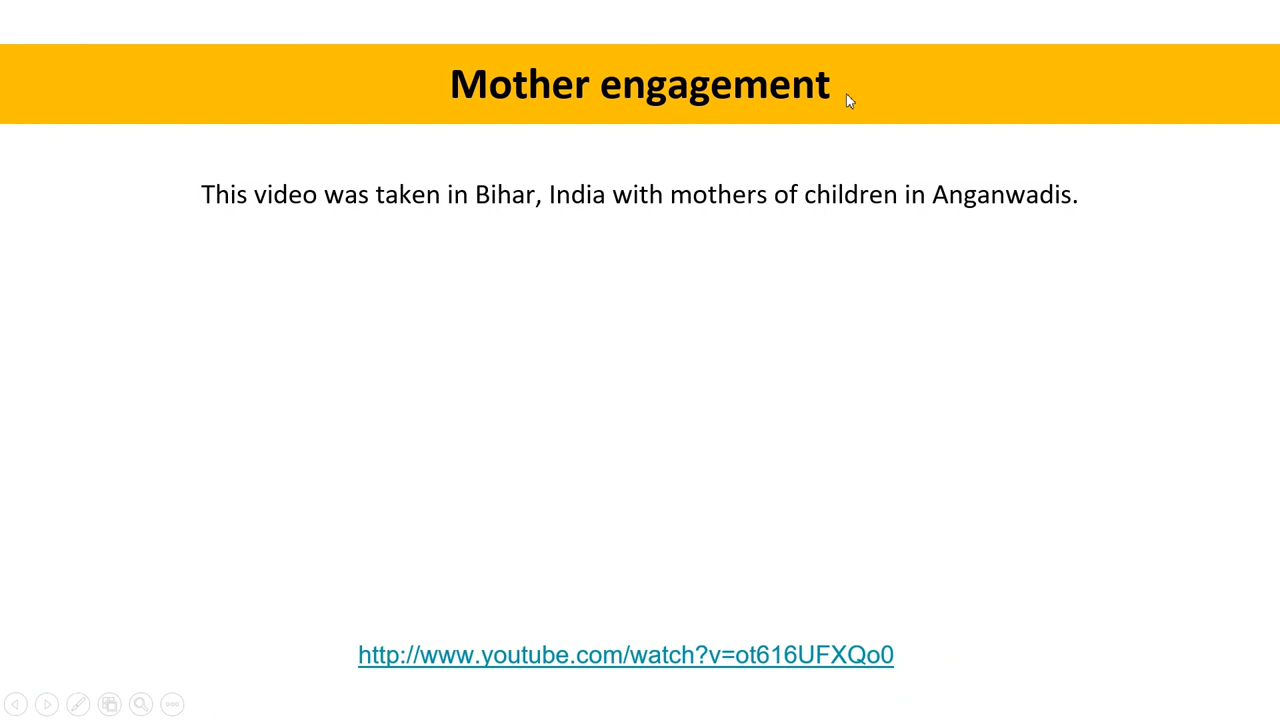 Mother engagement
This video was taken in Bihar, India with mothers of children in Anganwadis.
http://www.youtube.com/watch?v=ot616UFXQo0